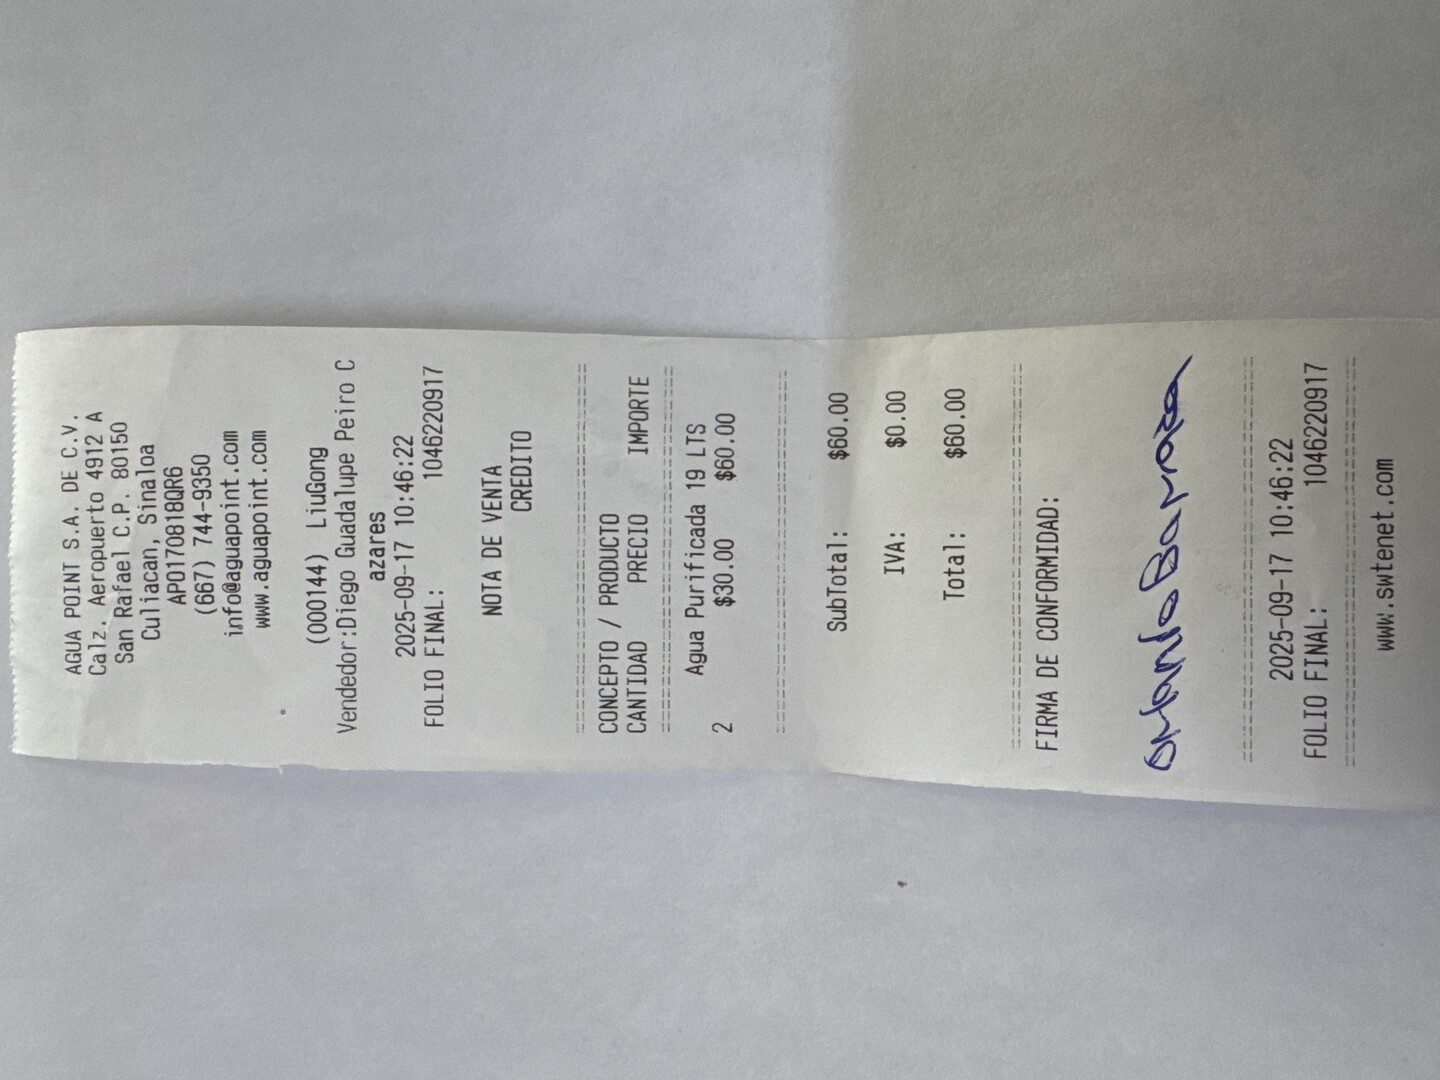 AGUA POINT S.A. DE C.V.
Calz. Aeropuerto 4912 A
San Rafael C.P. 80150
Culiacan, Sinaloa
APO170818QR6
(667) 744-9350
info@aguapoint.com
www.aguapoint.com
(000144) LiuGong
Vendedor:Diego Guadalupe Peiro C
azares
2025-09-17 10:46:22
FOLIO FINAL: 1046220917
NOTA DE VENTA
CREDITO
CONCEPTO / PRODUCTO
CANTIDAD PRECIO IMPORTE
Agua Purificada 19 LTS
2 $30.00 $60.00
SubTotal: $60.00
IVA: $0.00
Total: $60.00
FIRMA DE CONFORMIDAD:
Orlando Barraza
2025-09-17 10:46:22
FOLIO FINAL: 1046220917
www.swtenet.com